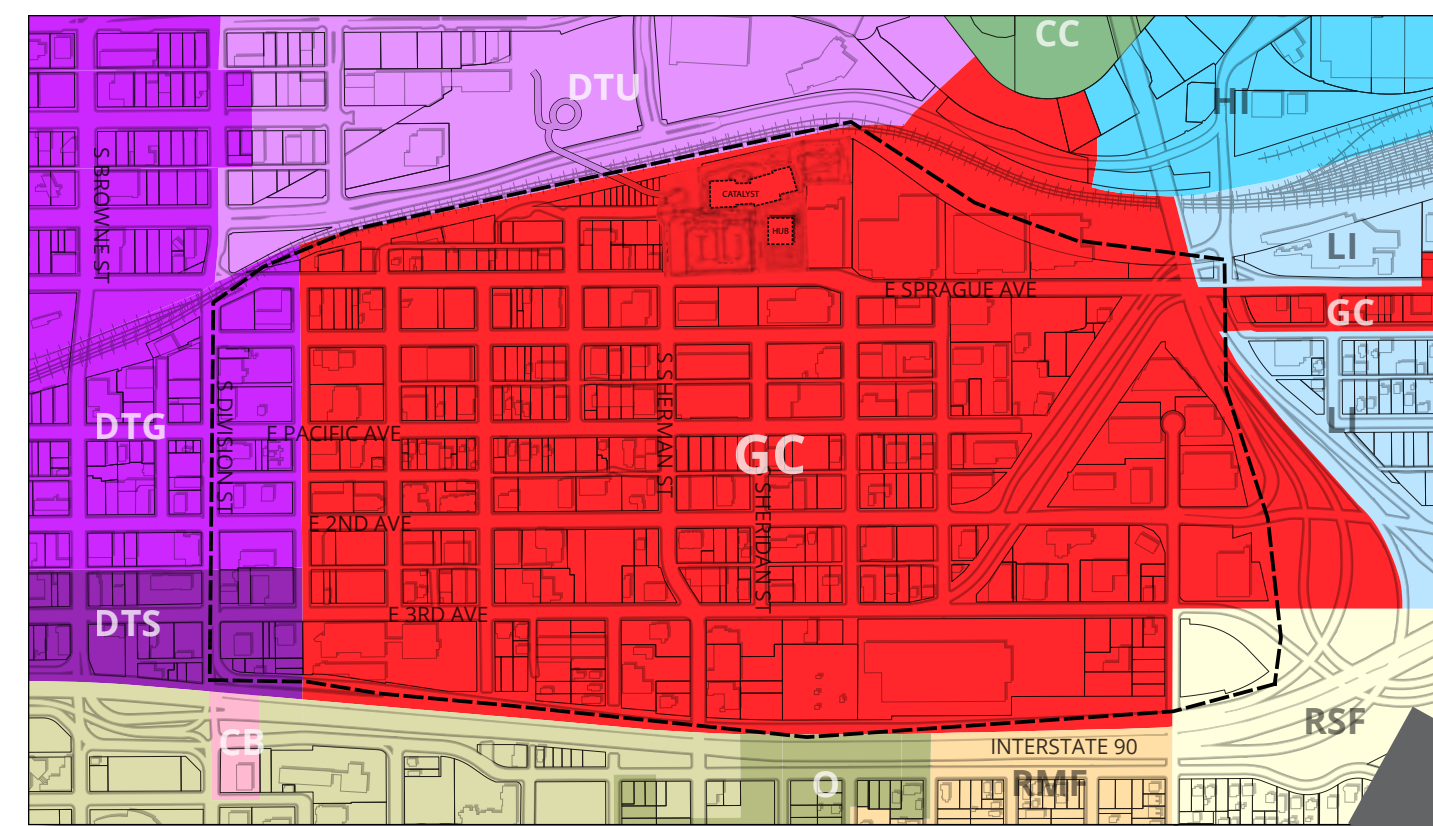 CC
DTU
HI
S BROWNE ST
CATALYST
HUB
LI
E SPRAGUE AVE
GC
S DIVISION ST
S SHERMAN ST
DTG
E PACIFIC AVE
LI
GC
S SHERIDAN ST
E 2ND AVE
E 3RD AVE
DTS
RSF
CB
INTERSTATE 90
O
RMF